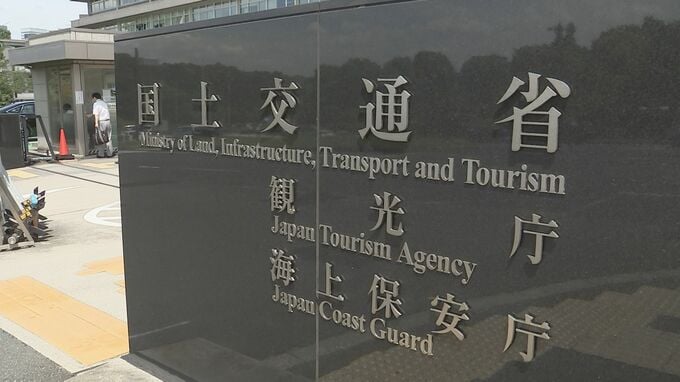 国土交通省
Ministry of Land, Infrastructure, Transport and Tourism
観光庁
Japan Tourism Agency
海上保安庁
Japan Coast Guard